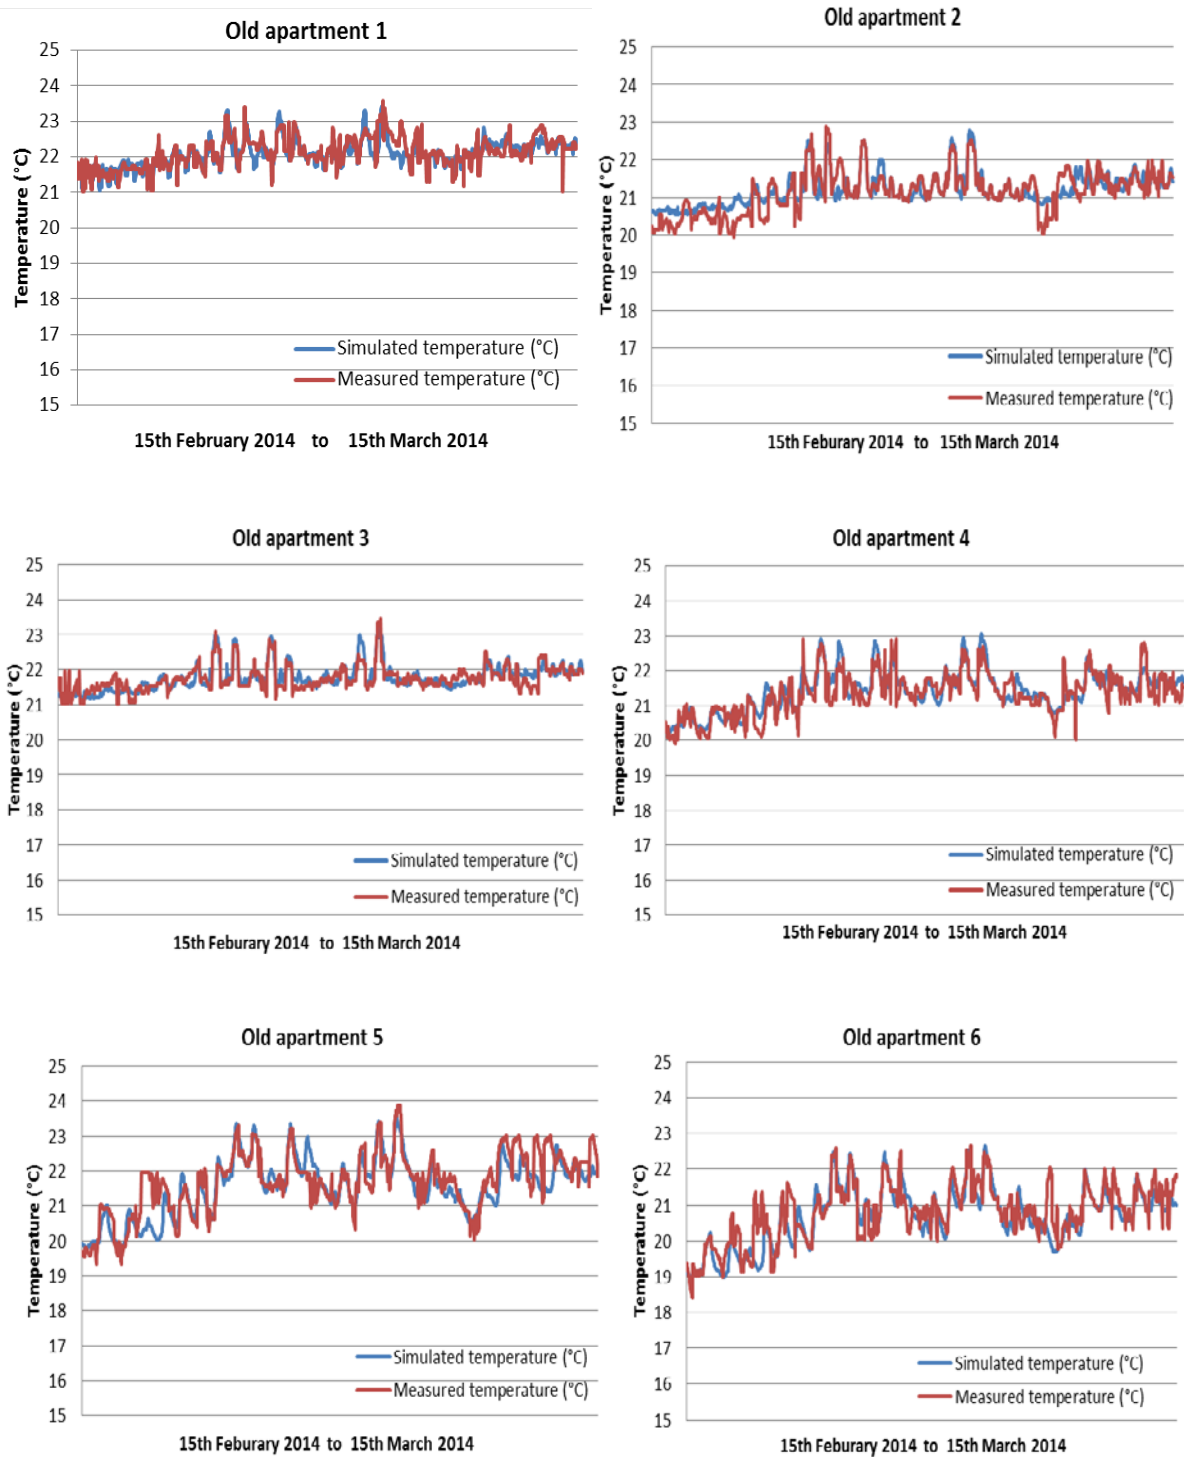 Old apartment 1
25
24
23
22
21
20
19
18
17
16
15
Temperature (°C)
Simulated temperature (°C)
Measured temperature (°C)
15th February 2014 to 15th March 2014
Old apartment 2
25
24
23
22
21
20
19
18
17
16
15
Temperature (°C)
Simulated temperature (°C)
Measured temperature (°C)
15th Feburary 2014 to 15th March 2014
Old apartment 3
25
24
23
22
21
20
19
18
17
16
15
Temperature (°C)
Simulated temperature (°C)
Measured temperature (°C)
15th Feburary 2014 to 15th March 2014
Old apartment 4
25
24
23
22
21
20
19
18
17
16
15
Temperature (°C)
Simulated temperature (°C)
Measured temperature (°C)
15th Feburary 2014 to 15th March 2014
Old apartment 5
25
24
23
22
21
20
19
18
17
16
15
Temperature (°C)
Simulated temperature (°C)
Measured temperature (°C)
15th Feburary 2014 to 15th March 2014
Old apartment 6
25
24
23
22
21
20
19
18
17
16
15
Temperature (°C)
Simulated temperature (°C)
Measured temperature (°C)
15th Feburary 2014 to 15th March 2014